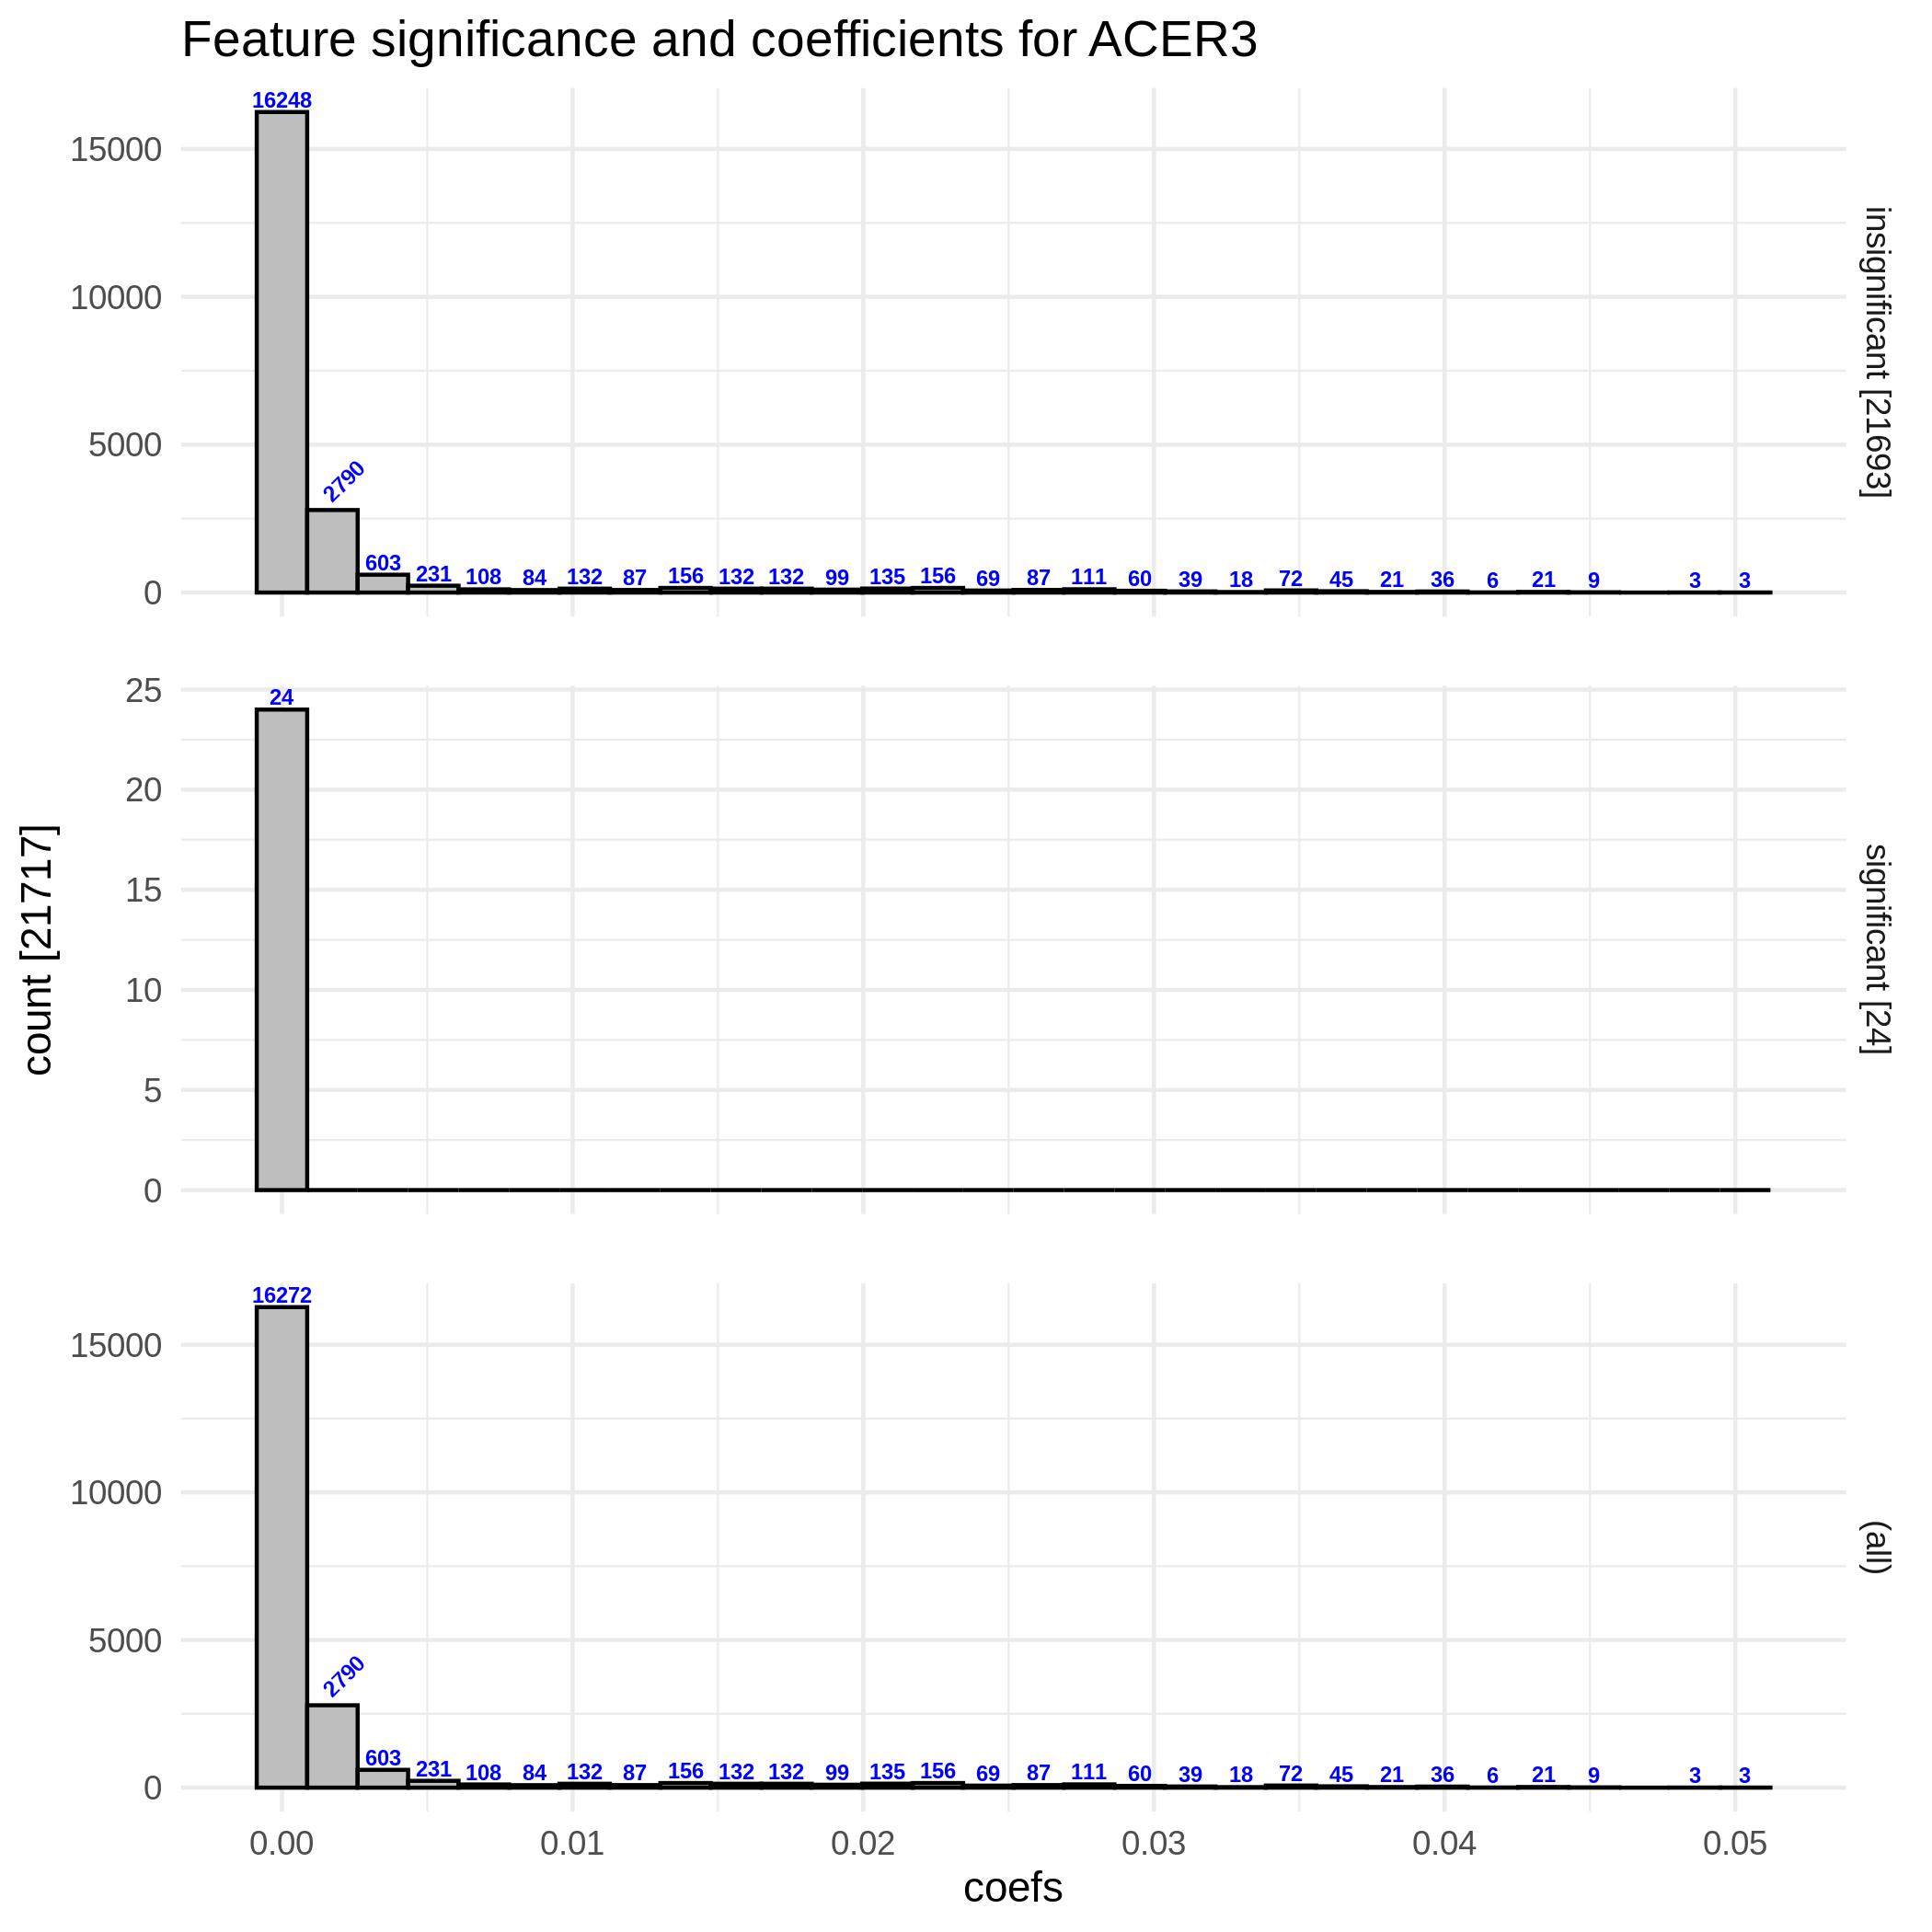 Feature significance and coefficients for ACER3
16248
15000
10000
5000
0
2790
603 231 108 84 132 87 156 132 132 99 135 156 69 87 111 60 39 18 72 45 21 36 6 21 9 3 3
insignificant [21693]
25
24
20
15
10
5
0
significant [24]
count [21717]
16272
15000
10000
5000
0
2790
603 231 108 84 132 87 156 132 132 99 135 156 69 87 111 60 39 18 72 45 21 36 6 21 9 3 3
(all)
0.00 0.01 0.02 0.03 0.04 0.05
coefs